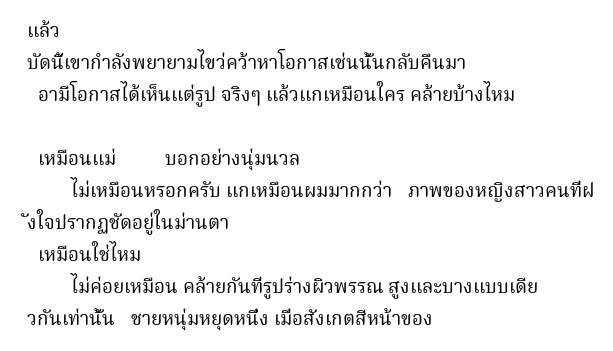 แล้ว
บัดนี้เขากำลังพยายามไขว่คว้าหาโอกาสเช่นนั้นกลับคืนมา
อามีโอกาสได้เห็นแต่รูป จริงๆ แล้วแกเหมือนใคร คล้ายบ้างไหม
เหมือนแม่ บอกอย่างนุ่มนวล
ไม่เหมือนหรอกครับ แกเหมือนผมมากกว่า ภาพของหญิงสาวคนที่ฝ
ังใจปรากฏชัดอยู่ในม่านตา
เหมือนใช่ไหม
ไม่ค่อยเหมือน คล้ายกันที่รูปร่างผิวพรรณ สูงและบางแบบเดีย
วกันเท่านั้น ชายหนุ่มหยุดหนึ่ง เมื่อสังเกตสีหน้าของ